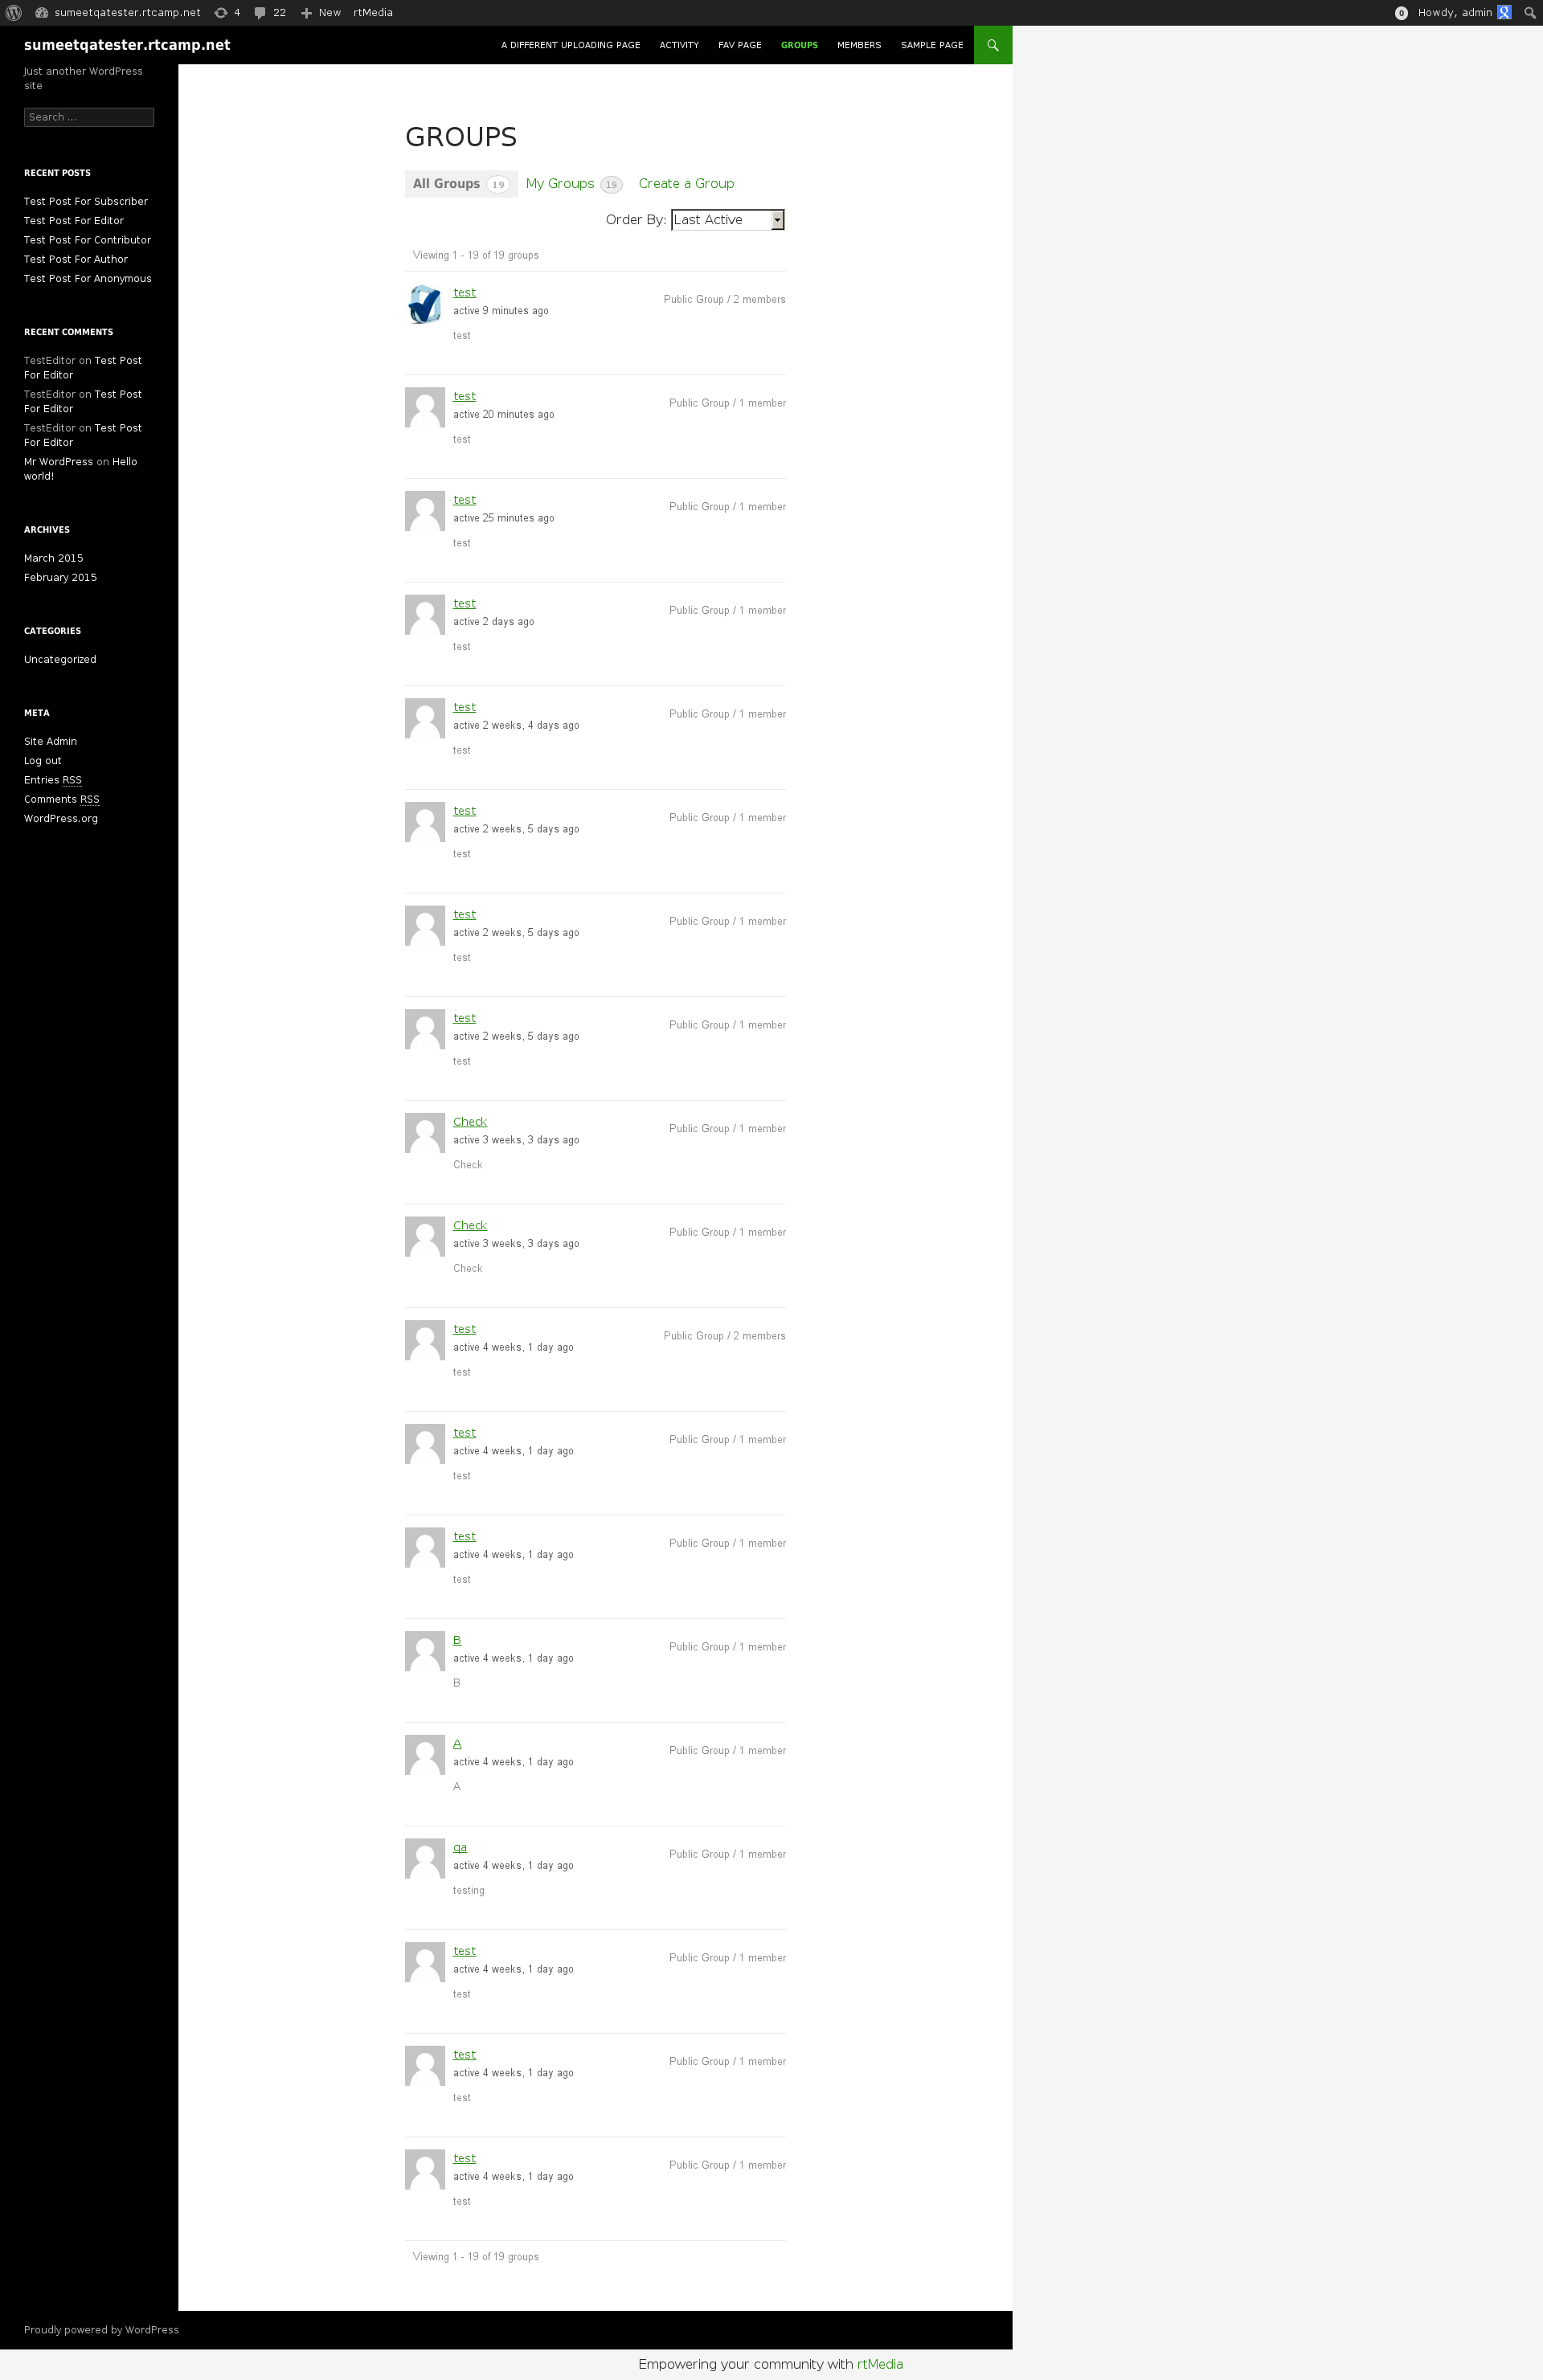 sumeetqatester.rtcamp.net 4 22 New rtMedia 0 Howdy, admin
sumeetqatester.rtcamp.net
A DIFFERENT UPLOADING PAGE ACTIVITY FAV PAGE GROUPS MEMBERS SAMPLE PAGE
Just another WordPress
site
Search ...
RECENT POSTS
Test Post For Subscriber
Test Post For Editor
Test Post For Contributor
Test Post For Author
Test Post For Anonymous
RECENT COMMENTS
TestEditor on Test Post
For Editor
TestEditor on Test Post
For Editor
TestEditor on Test Post
For Editor
Mr WordPress on Hello
world!
ARCHIVES
March 2015
February 2015
CATEGORIES
Uncategorized
META
Site Admin
Log out
Entries RSS
Comments RSS
WordPress.org
GROUPS
All Groups 19 My Groups 19 Create a Group
Order By: Last Active
Viewing 1 - 19 of 19 groups
test
Public Group / 2 members
active 9 minutes ago
test
test
Public Group / 1 member
active 20 minutes ago
test
test
Public Group / 1 member
active 25 minutes ago
test
test
Public Group / 1 member
active 2 days ago
test
test
Public Group / 1 member
active 2 weeks, 4 days ago
test
test
Public Group / 1 member
active 2 weeks, 5 days ago
test
test
Public Group / 1 member
active 2 weeks, 5 days ago
test
test
Public Group / 1 member
active 2 weeks, 5 days ago
test
Check
Public Group / 1 member
active 3 weeks, 3 days ago
Check
Check
Public Group / 1 member
active 3 weeks, 3 days ago
Check
test
Public Group / 2 members
active 4 weeks, 1 day ago
test
test
Public Group / 1 member
active 4 weeks, 1 day ago
test
test
Public Group / 1 member
active 4 weeks, 1 day ago
test
B
Public Group / 1 member
active 4 weeks, 1 day ago
B
A
Public Group / 1 member
active 4 weeks, 1 day ago
A
qa
Public Group / 1 member
active 4 weeks, 1 day ago
testing
test
Public Group / 1 member
active 4 weeks, 1 day ago
test
test
Public Group / 1 member
active 4 weeks, 1 day ago
test
test
Public Group / 1 member
active 4 weeks, 1 day ago
test
Viewing 1 - 19 of 19 groups
Proudly powered by WordPress
Empowering your community with rtMedia